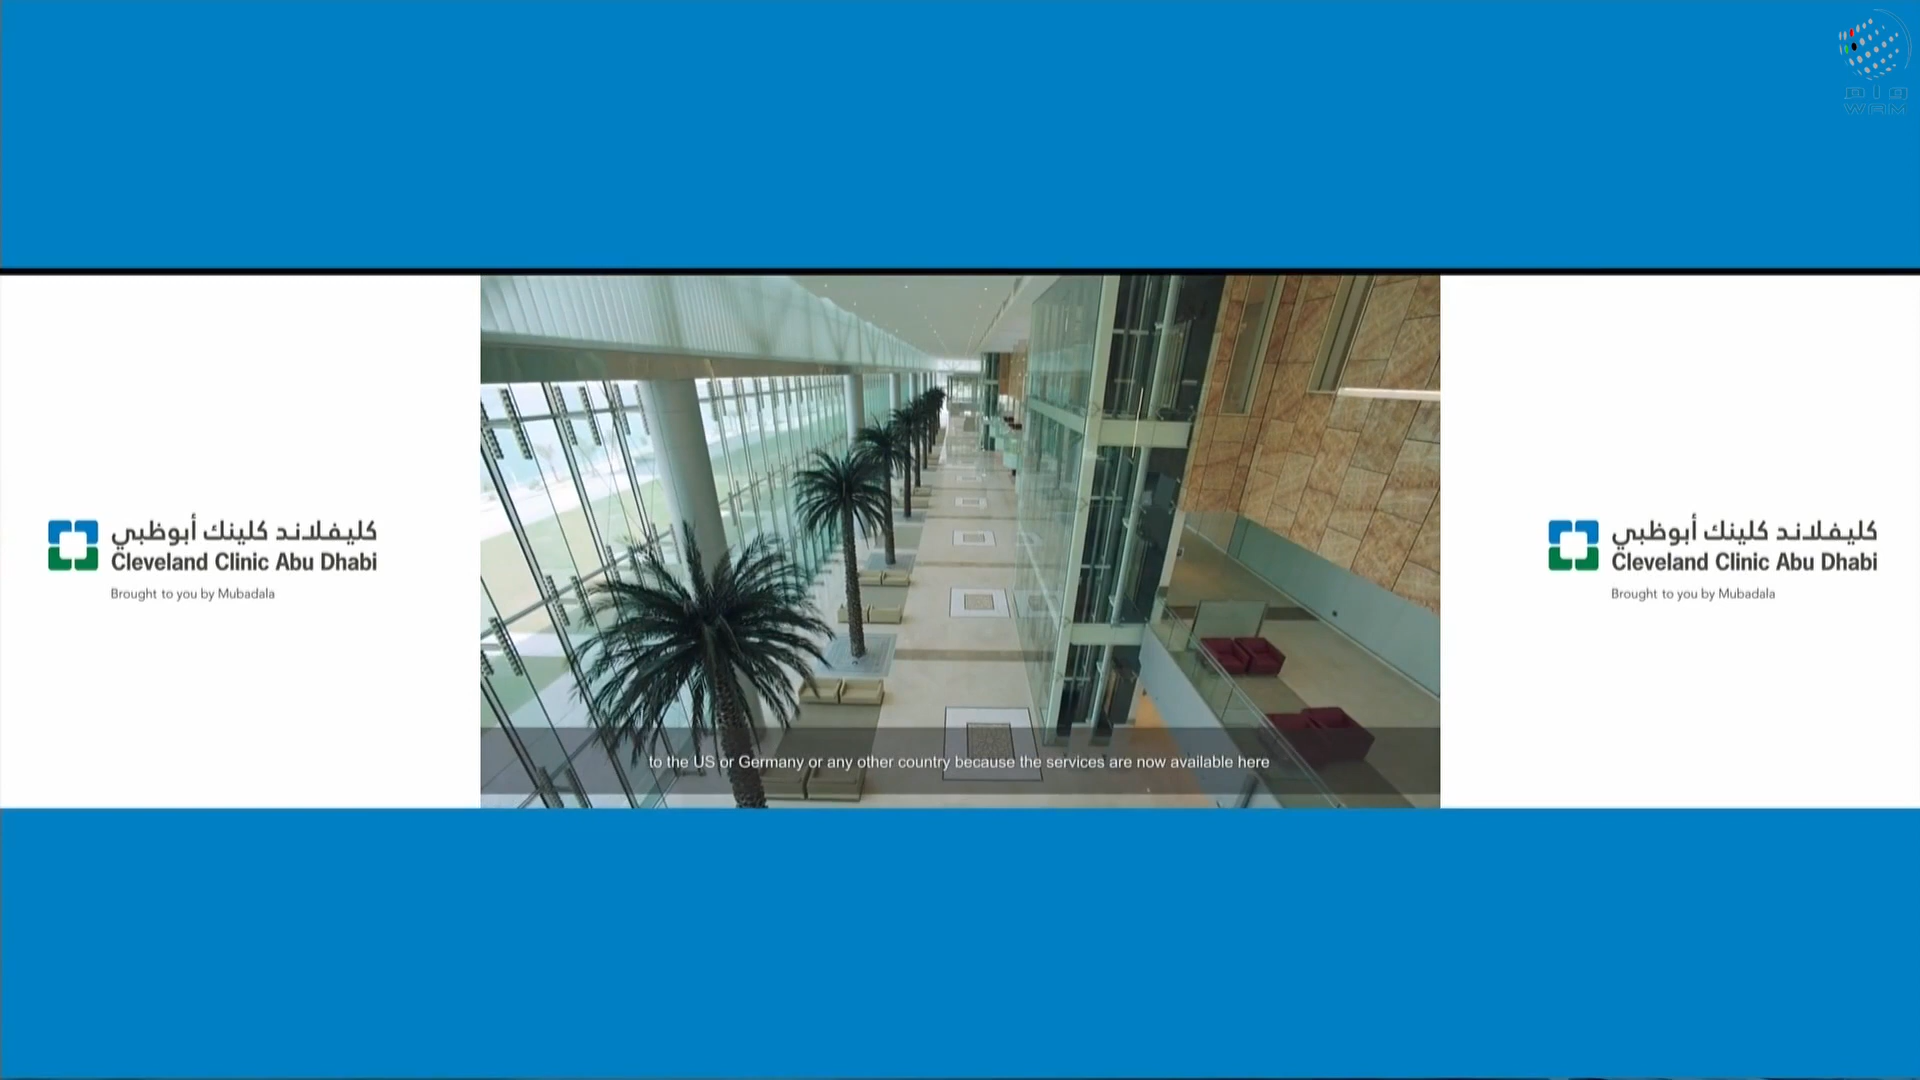 وام
WAM
كليفلاند كلينك أبوظبي
Cleveland Clinic Abu Dhabi
Brought to you by Mubadala
to the US or Germany or any other country because the services are now available here
كليفلاند كلينك أبوظبي
Cleveland Clinic Abu Dhabi
Brought to you by Mubadala